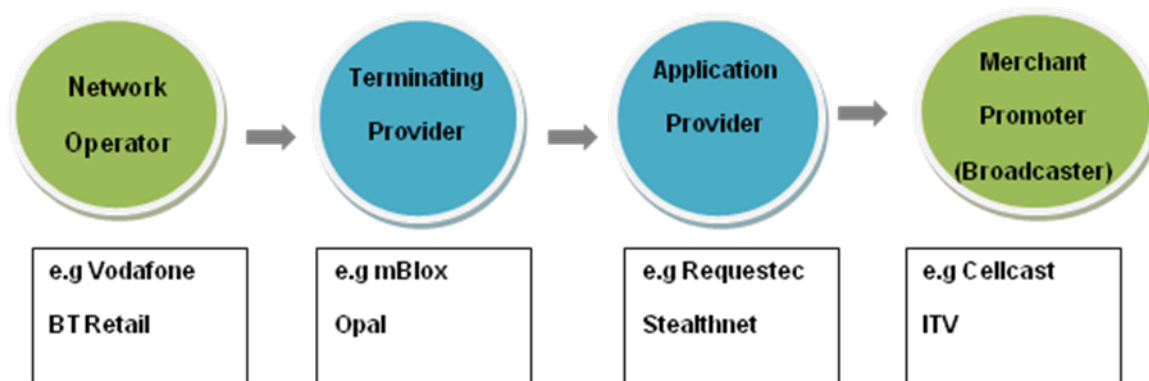 Network
Operator
Terminating
Provider
Application
Provider
Merchant
Promoter
(Broadcaster)
e.g Vodafone
BT Retail
e.g mBlox
Opal
e.g Requestec
Stealthnet
e.g Cellcast
ITV